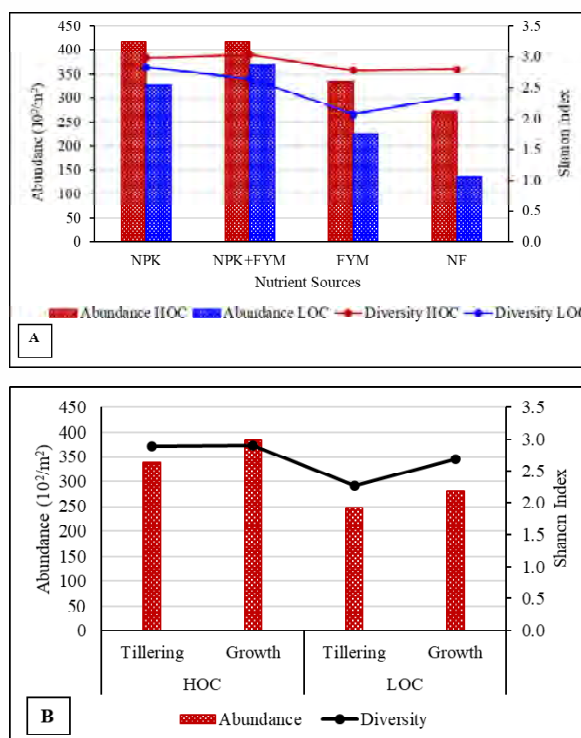 450 3.5
400 3.0
350 2.5
300 2.0
250 1.5
200 1.0
150 0.5
100 0.0
50
0
Abundanc (10²/m²)
Shanon Index
NPK NPK+FYM FYM NF
Nutrient Sources
Abundance HOC Abundance LOC Diversity HOC Diversity LOC
A
450 3.5
400 3.0
350 2.5
300 2.0
250 1.5
200 1.0
150 0.5
100 0.0
50
0
Abundance (10²/m²)
Shancn Index
Tillering Growth Tillering Growth
HOC LOC
Abundance Diversity
B